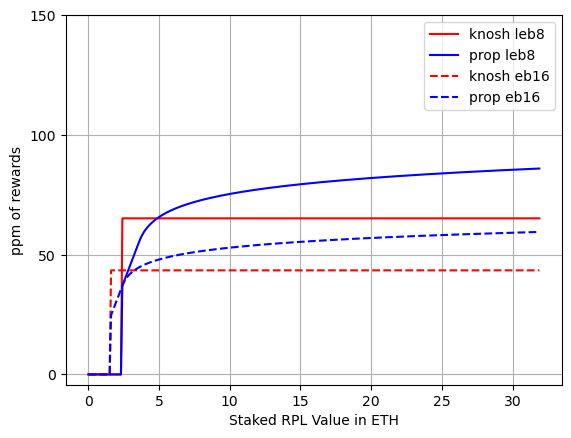 150
100
50
0
ppm of rewards
knosh leb8
prop leb8
knosh eb16
prop eb16
0 5 10 15 20 25 30
Staked RPL Value in ETH